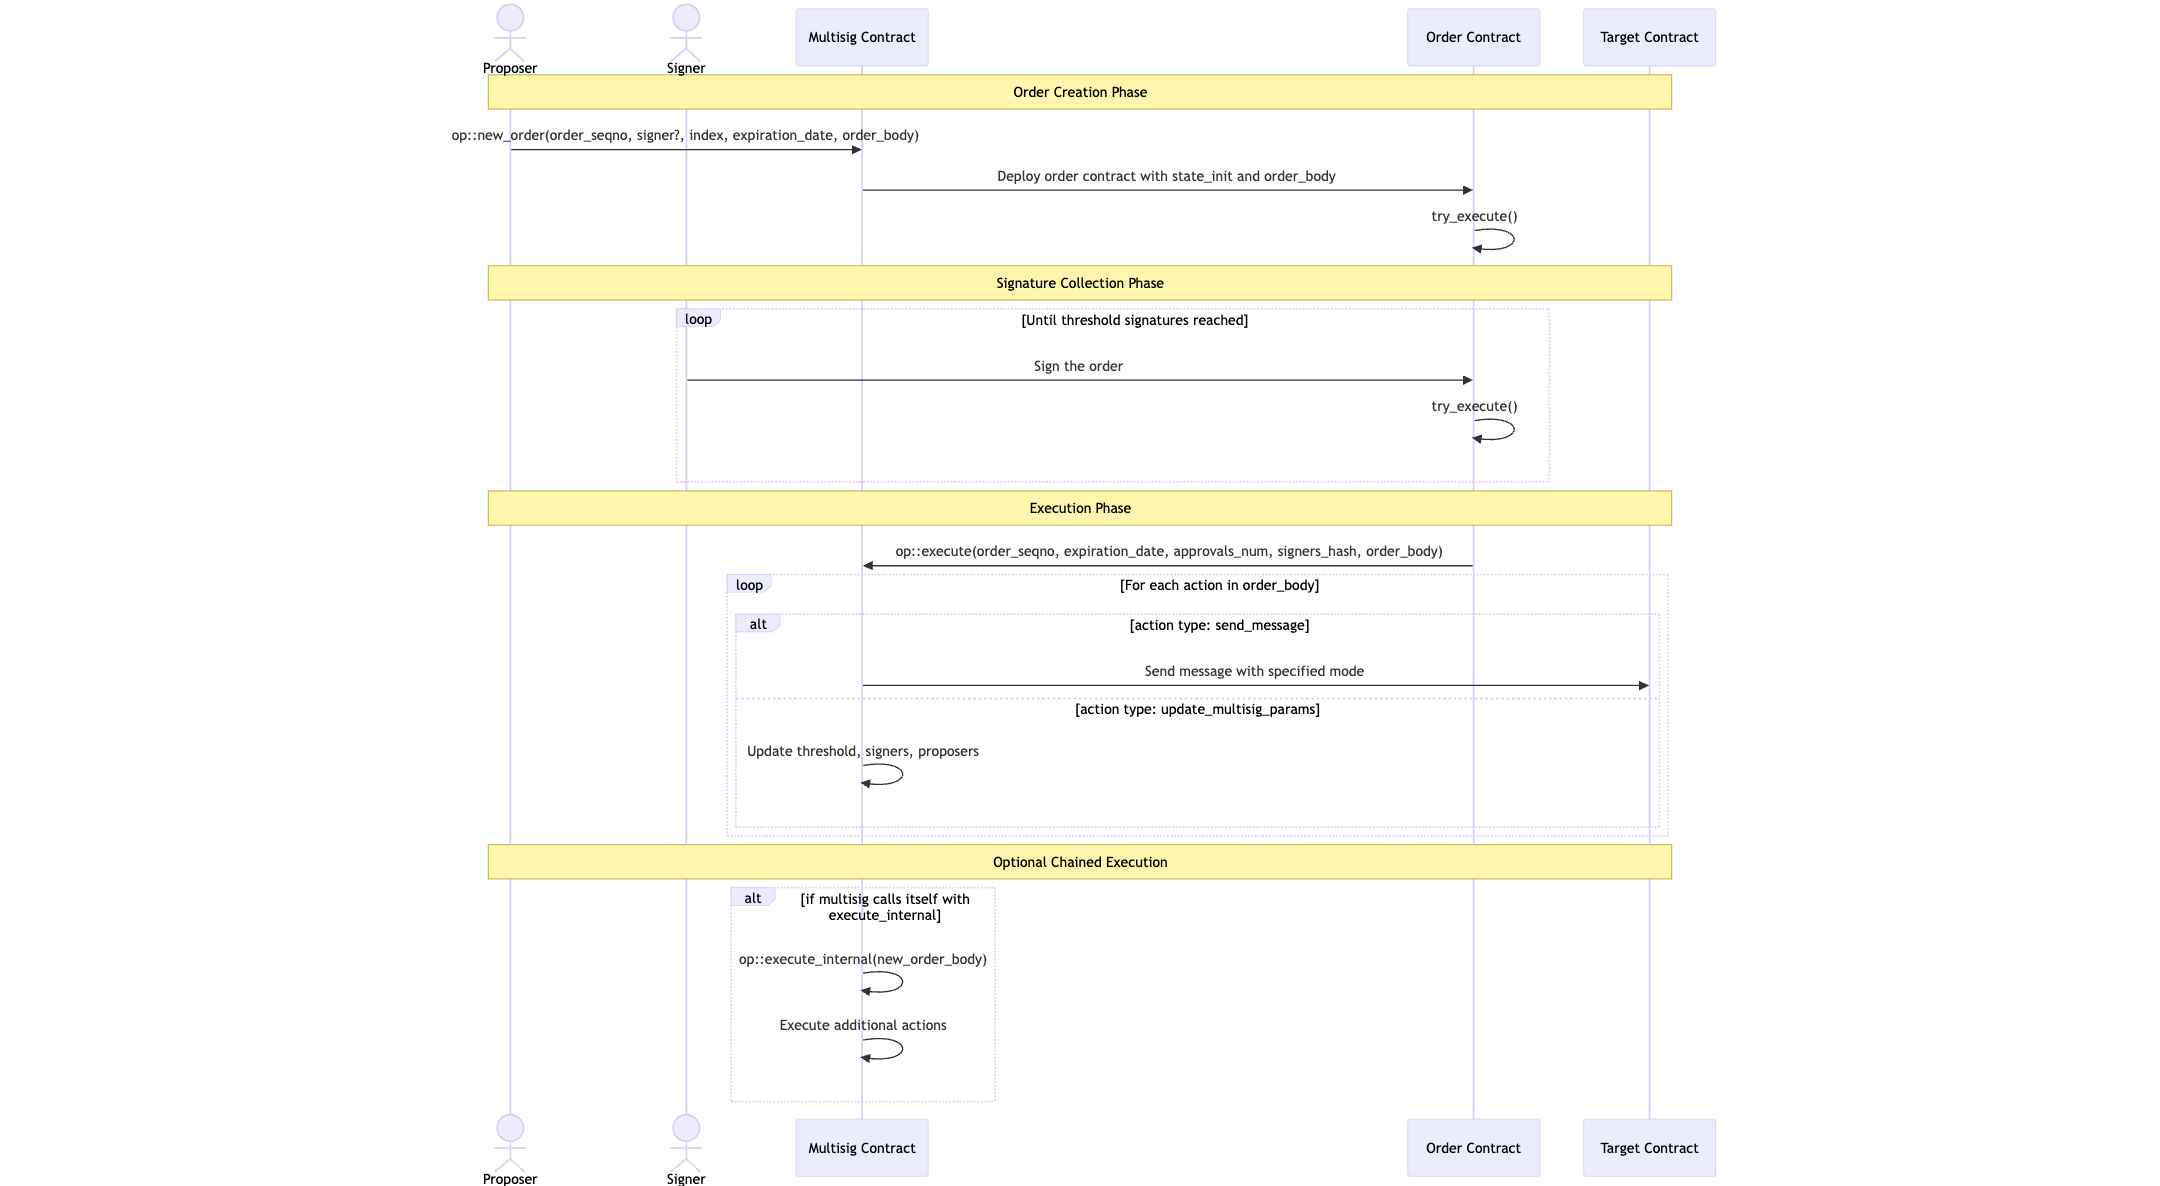 Proposer
Signer
Multisig Contract
Order Contract
Target Contract
Order Creation Phase
op::new_order(order_seqno, signer?, index, expiration_date, order_body)
Deploy order contract with state_init and order_body
try_execute()
Signature Collection Phase
loop
[Until threshold signatures reached]
Sign the order
try_execute()
Execution Phase
op::execute(order_seqno, expiration_date, approvals_num, signers_hash, order_body)
loop
[For each action in order_body]
alt
[action type: send_message]
Send message with specified mode
[action type: update_multisig_params]
Update threshold, signers, proposers
Optional Chained Execution
alt
[if multisig calls itself with
execute_internal]
op::execute_internal(new_order_body)
Execute additional actions
Proposer
Signer
Multisig Contract
Order Contract
Target Contract